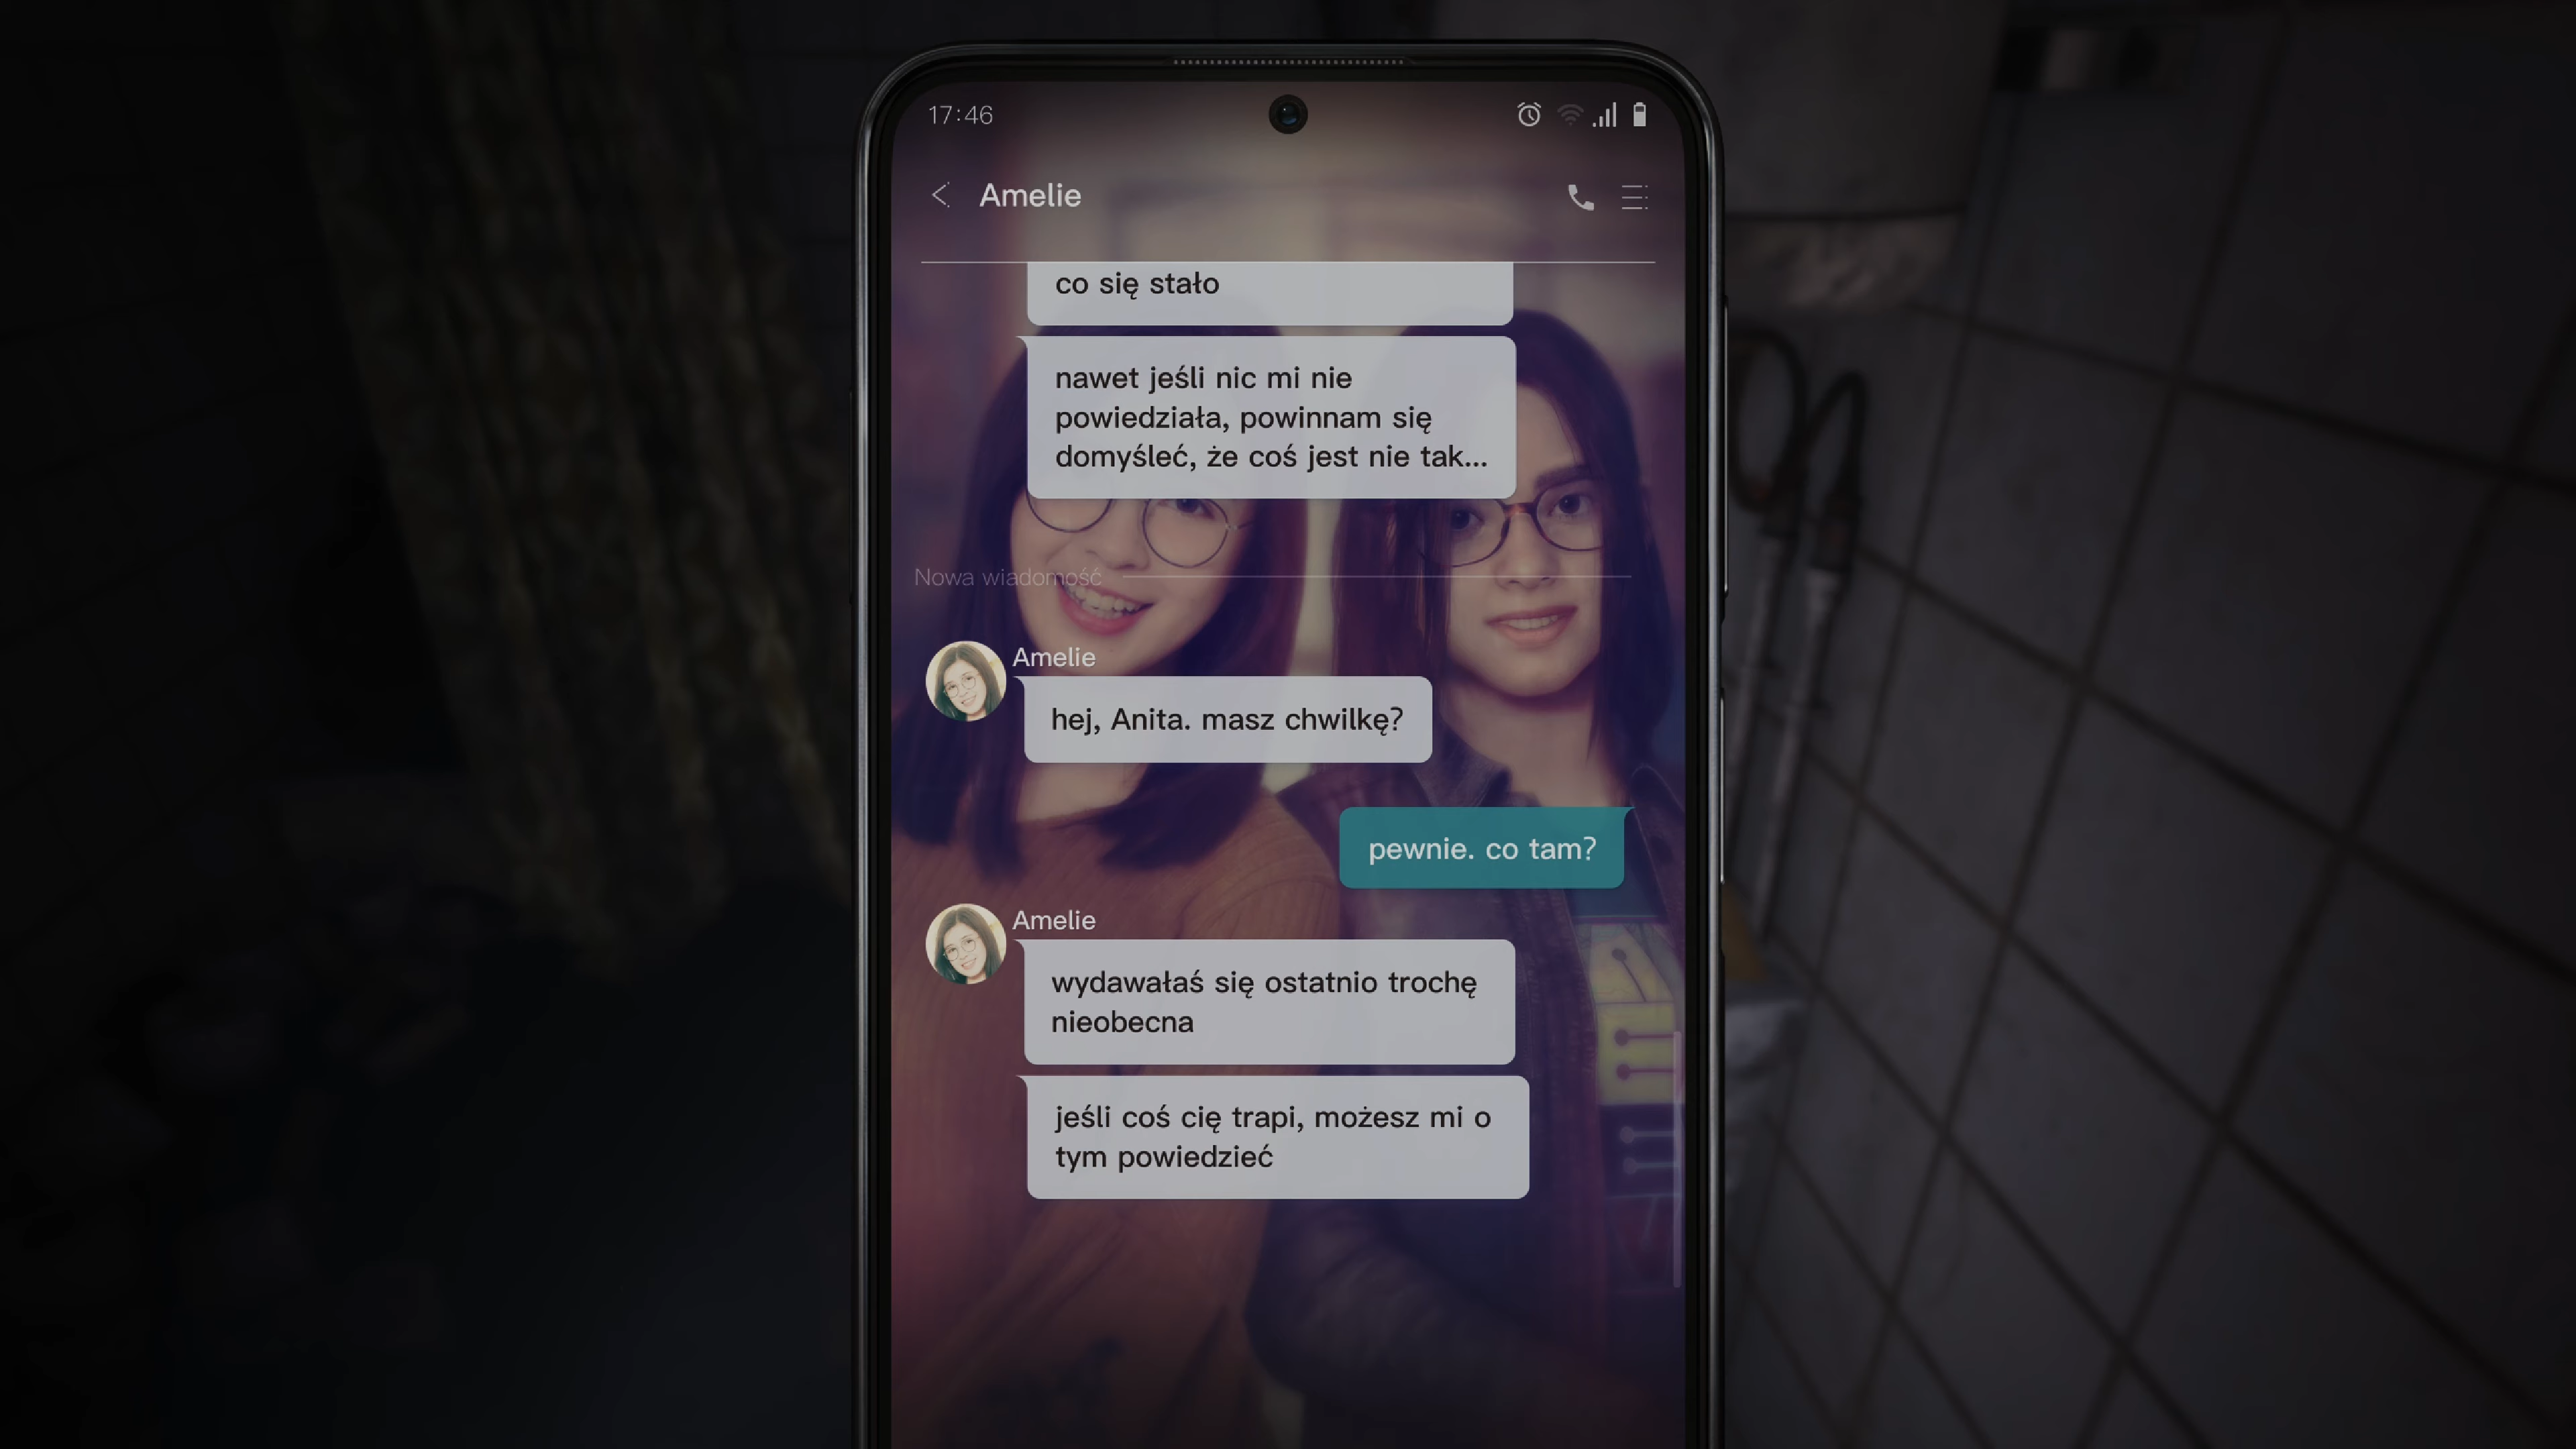 17:46
Amelie
co się stało
nawet jeśli nic mi nie
powiedziała, powinnam się
domyśleć, że coś jest nie tak...
Nowa wiadomość
Amelie
hej, Anita. masz chwilkę?
pewnie. co tam?
Amelie
wydawałaś się ostatnio trochę
nieobecna
jeśli coś cię trapi, możesz mi o
tym powiedzieć